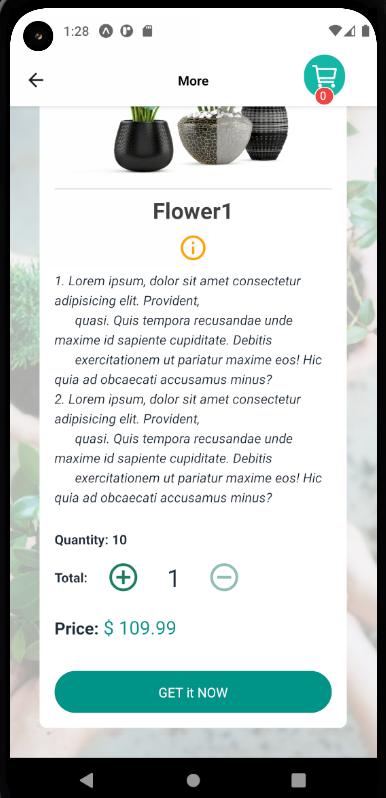 1:28
More
0
Flower1
1. Lorem ipsum, dolor sit amet consectetur
adipisicing elit. Provident,
quasi. Quis tempora recusandae unde
maxime id sapiente cupiditate. Debitis
exercitationem ut pariatur maxime eos! Hic
quia ad obcaecati accusamus minus?
2. Lorem ipsum, dolor sit amet consectetur
adipisicing elit. Provident,
quasi. Quis tempora recusandae unde
maxime id sapiente cupiditate. Debitis
exercitationem ut pariatur maxime eos! Hic
quia ad obcaecati accusamus minus?
Quantity: 10
Total: 1
Price: $ 109.99
GET it NOW